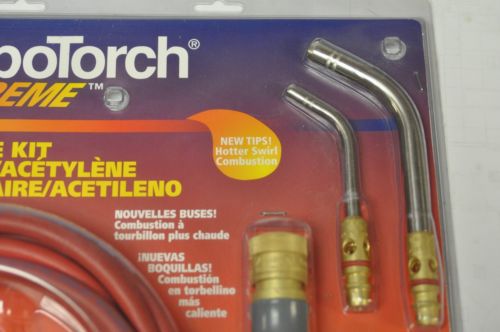 boTorch®
REME™
E KIT
/ACÉTYLÈNE
AIRE/ACETILENO
NEW TIPS!
Hotter Swirl
Combustion
NOUVELLES BUSES!
Combustion à
tourbillon plus chaude
¡NUEVAS
BOQUILLAS!
Combustión
en torbellino
más
caliente